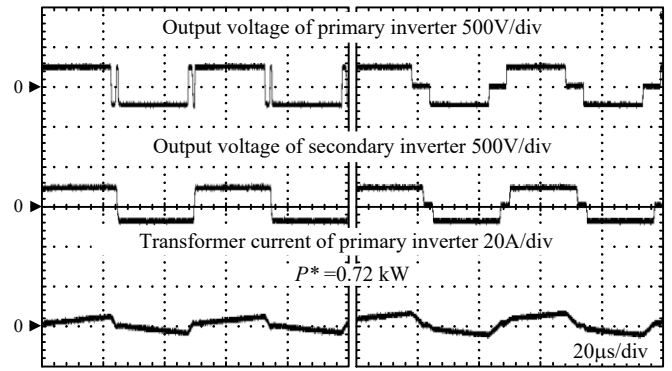 Output voltage of primary inverter 500V/div
0
Output voltage of secondary inverter 500V/div
0
Transformer current of primary inverter 20A/div
P* =0.72 kW
0
20μs/div